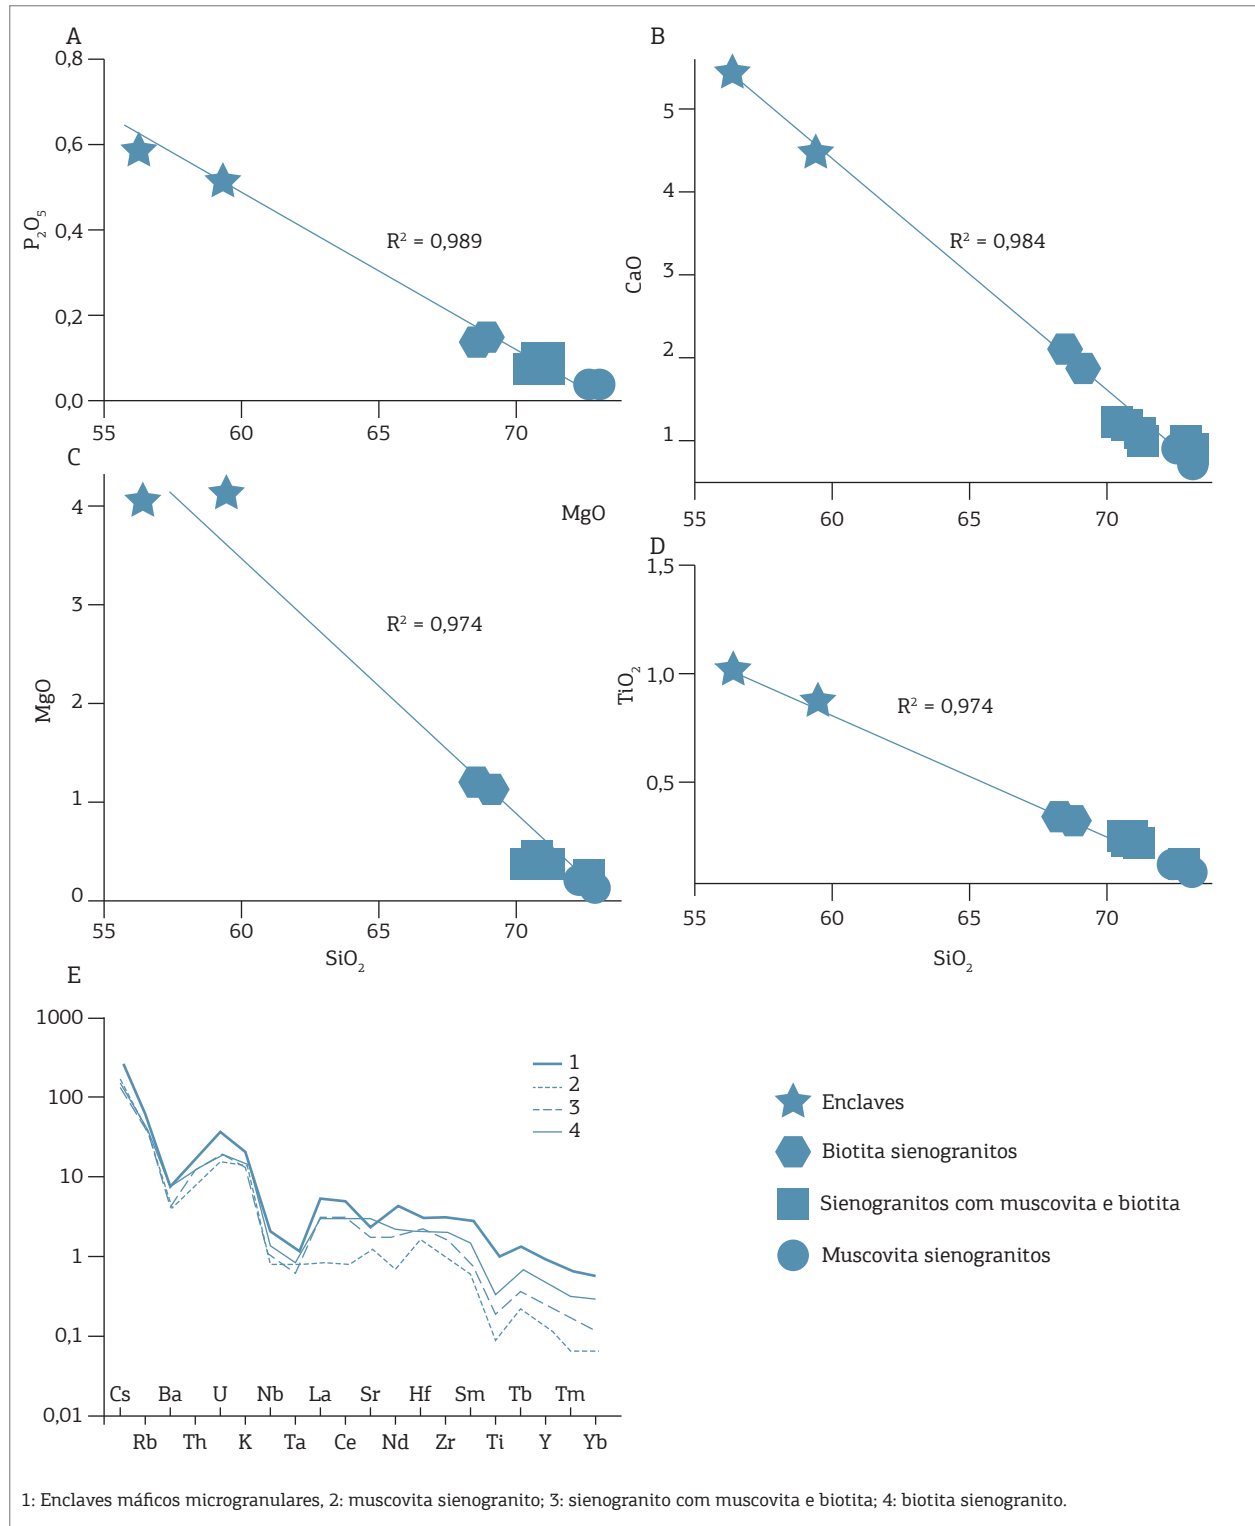 A
0,8
0,6
0,4
0,2
0,0
P2O5
R² = 0,989
55
60
65
70
B
5
4
3
2
1
CaO
R² = 0,984
55
60
65
70
C
4
3
2
1
0
MgO
MgO
R² = 0,974
55
60
65
70
SiO2
D
1,5
1,0
0,5
TiO2
R² = 0,974
55
60
65
70
SiO2
E
1000
100
10
1
0,1
0,01
1
2
3
4
Cs Ba U Nb La Sr Hf Sm Tb Tm
Rb Th K Ta Ce Nd Zr Ti Y Yb
Enclaves
Biotita sienogranitos
Sienogranitos com muscovita e biotita
Muscovita sienogranitos
1: Enclaves máficos microgranulares, 2: muscovita sienogranito; 3: sienogranito com muscovita e biotita; 4: biotita sienogranito.